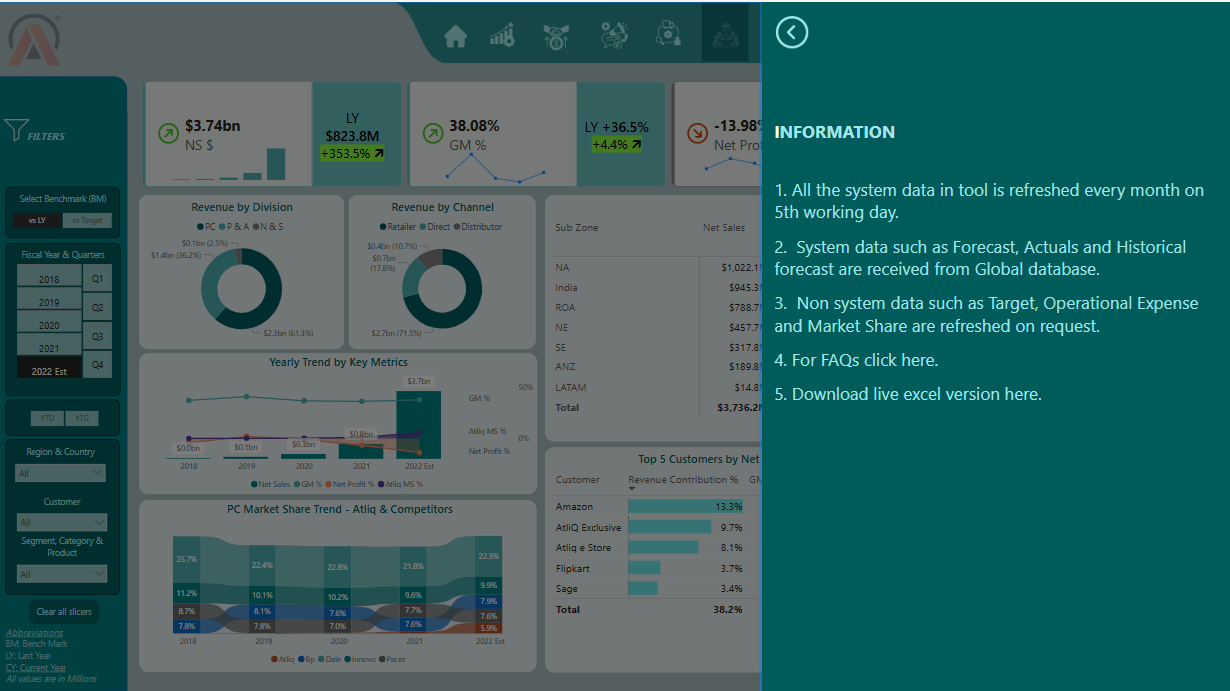 FILTERS
Select Benchmark (BM)
vs LY
vs Target
Fiscal Year & Quarters
2018
2019
2020
2021
2022 Est
Q1
Q2
Q3
Q4
YTD
YTG
Region & Country
All
Customer
All
Segment, Category &
Product
All
Clear all slicers
Abbreviations
BM: Bench Mark
LY: Last Year
CY: Current Year
All values are in Millions
$3.74bn
NS $
LY
$823.8M
+353.5%
38.08%
GM %
LY +36.5%
+4.4%
-13.98%
Net Prof
Revenue by Division
PC P & A N & S
$0.1bn (2.5%)
$1.4bn (36.2%)
$2.3bn (61.3%)
Revenue by Channel
Retailer Direct Distributor
$0.4bn (10.7%)
$0.7bn
(17.8%)
$2.7bn (71.5%)
Sub Zone Net Sales
NA $1,022.1
India $945.3
ROA $788.7
NE $457.7
SE $317.8
ANZ $189.8
LATAM $14.8
Total $3,736.2
Yearly Trend by Key Metrics
$3.7bn
50%
GM %
Atliq MS %
0%
Net Profit %
$0.0bn
$0.1bn
$0.3bn
$0.8bn
2018 2019 2020 2021 2022 Est
Net Sales GM % Net Profit % Atliq MS %
PC Market Share Trend - Atliq & Competitors
25.7% 22.4% 22.8% 21.8% 22.3%
11.2% 10.1% 10.2% 9.6% 9.9%
8.7% 8.1% 7.6% 7.7% 7.9%
7.8% 7.8% 7.0% 7.6% 7.6%
5.9%
2018 2019 2020 2021 2022 Est
Atliq Bp Dale Innovo Pacer
Top 5 Customers by Net
Customer Revenue Contribution % GM
Amazon 13.3%
AtliQ Exclusive 9.7%
Atliq e Store 8.1%
Flipkart 3.7%
Sage 3.4%
Total 38.2%
INFORMATION
1. All the system data in tool is refreshed every month on
5th working day.
2. System data such as Forecast, Actuals and Historical
forecast are received from Global database.
3. Non system data such as Target, Operational Expense
and Market Share are refreshed on request.
4. For FAQs click here.
5. Download live excel version here.